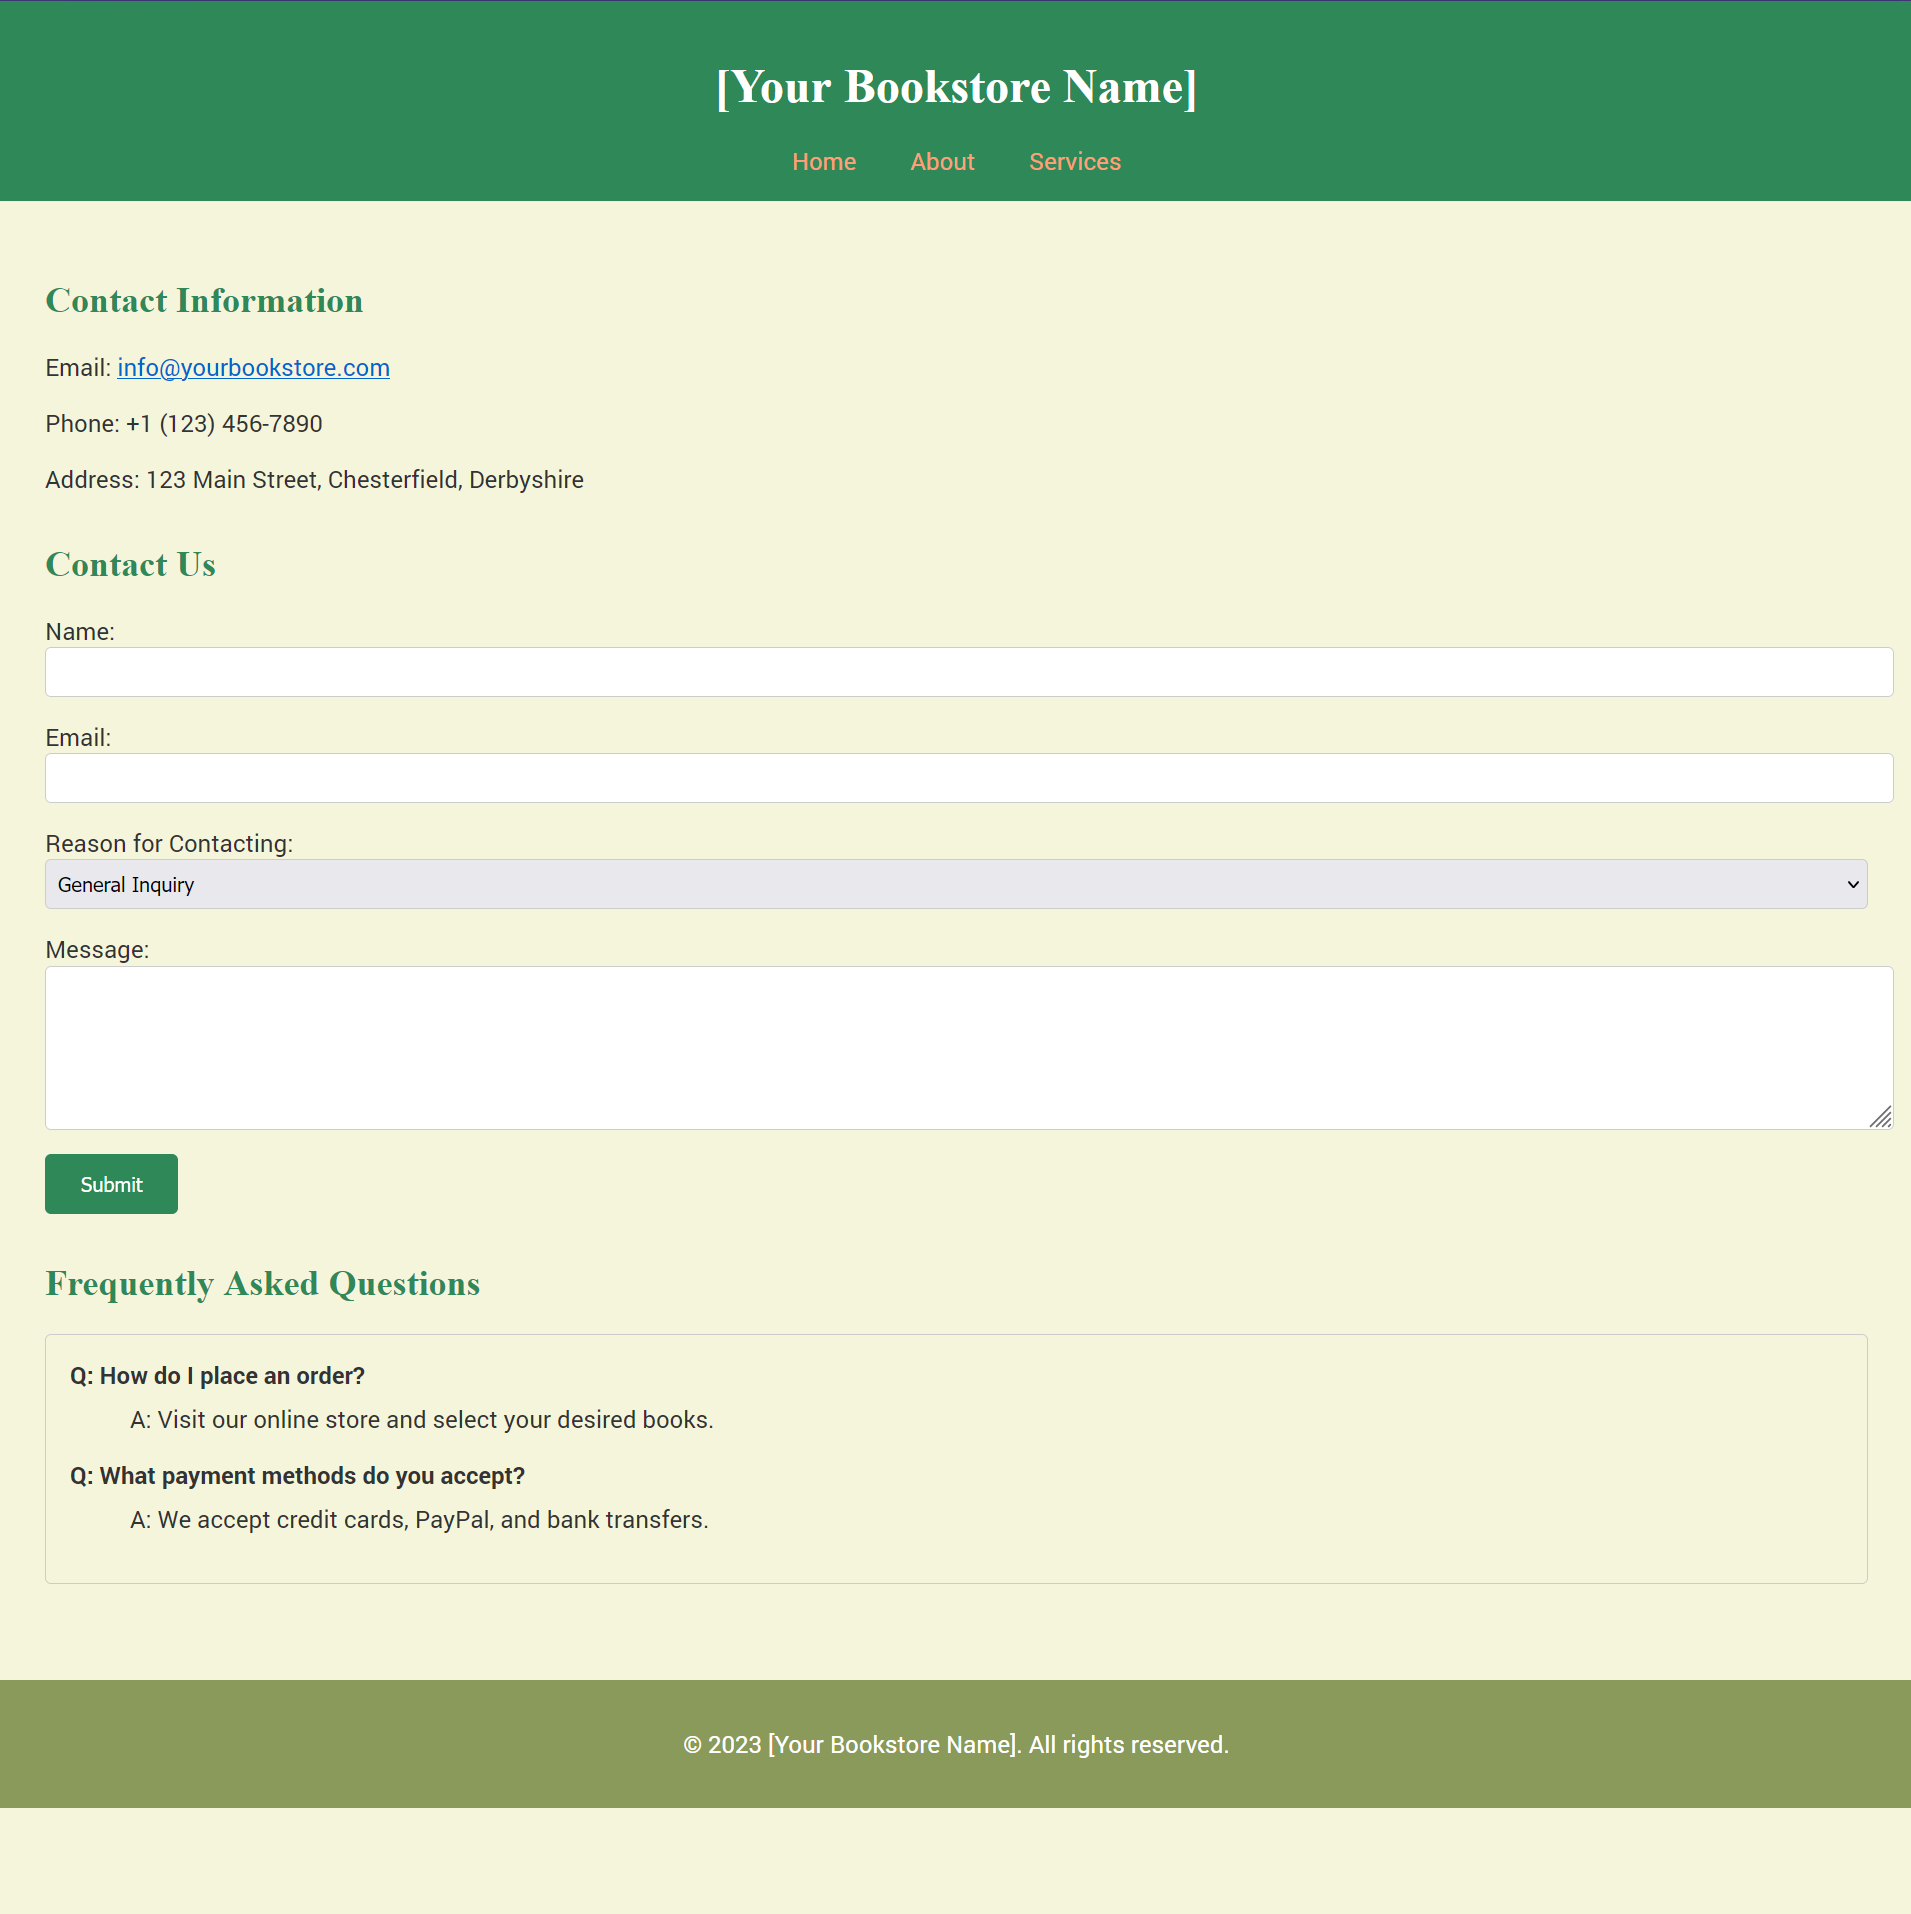 [Your Bookstore Name]
Home About Services
Contact Information
Email: info@yourbookstore.com
Phone: +1 (123) 456-7890
Address: 123 Main Street, Chesterfield, Derbyshire
Contact Us
Name:
Email:
Reason for Contacting:
General Inquiry
Message:
Submit
Frequently Asked Questions
Q: How do I place an order?
A: Visit our online store and select your desired books.
Q: What payment methods do you accept?
A: We accept credit cards, PayPal, and bank transfers.
© 2023 [Your Bookstore Name]. All rights reserved.